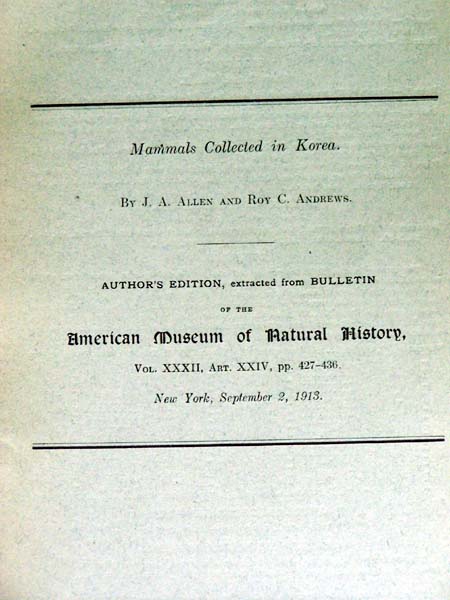 Mammals Collected in Korea.
By J. A. Allen and Roy C. Andrews.
AUTHOR'S EDITION, extracted from BULLETIN
OF THE
American Museum of Natural History,
Vol. XXXII, Art. XXIV, pp. 427-436.
New York, September 2, 1913.